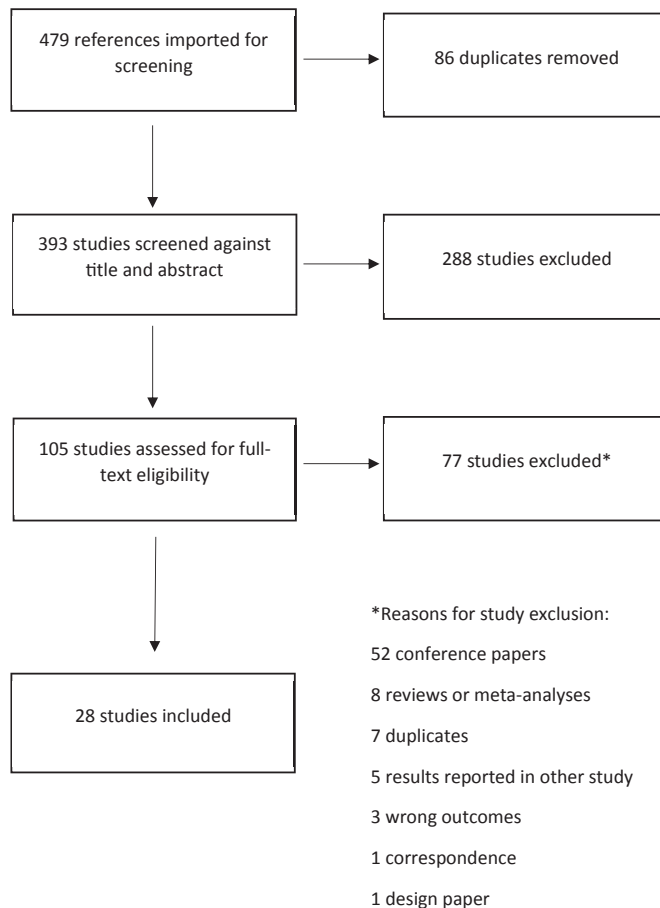 479 references imported for
screening
86 duplicates removed
393 studies screened against
title and abstract
288 studies excluded
105 studies assessed for full-
text eligibility
77 studies excluded*
28 studies included
*Reasons for study exclusion:
52 conference papers
8 reviews or meta-analyses
7 duplicates
5 results reported in other study
3 wrong outcomes
1 correspondence
1 design paper